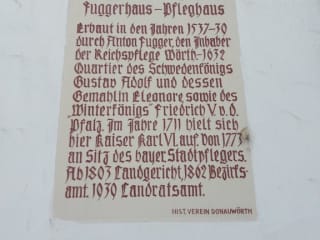 Fuggerhaus-Pfleghaus
Erbaut in den Jahren 1537-39
durch Anton Fugger, den Inhaber
der Reichspflege Wörth.-1632
Quartier des Schwedenkönigs
Gustav Adolf und dessen
Gemahlin Eleonore sowie des
„Winterkönigs" Friedrich V. v. d.
Pfalz. Im Jahre 1711 hielt sich
hier Kaiser Karl VI. auf. Von 1773
an Sitz des bayer. Stadtpflegers.
Ab 1803 Landgericht, 1862 Bezirks-
amt. 1939 Landratsamt.
HIST. VEREIN DONAUWÖRTH